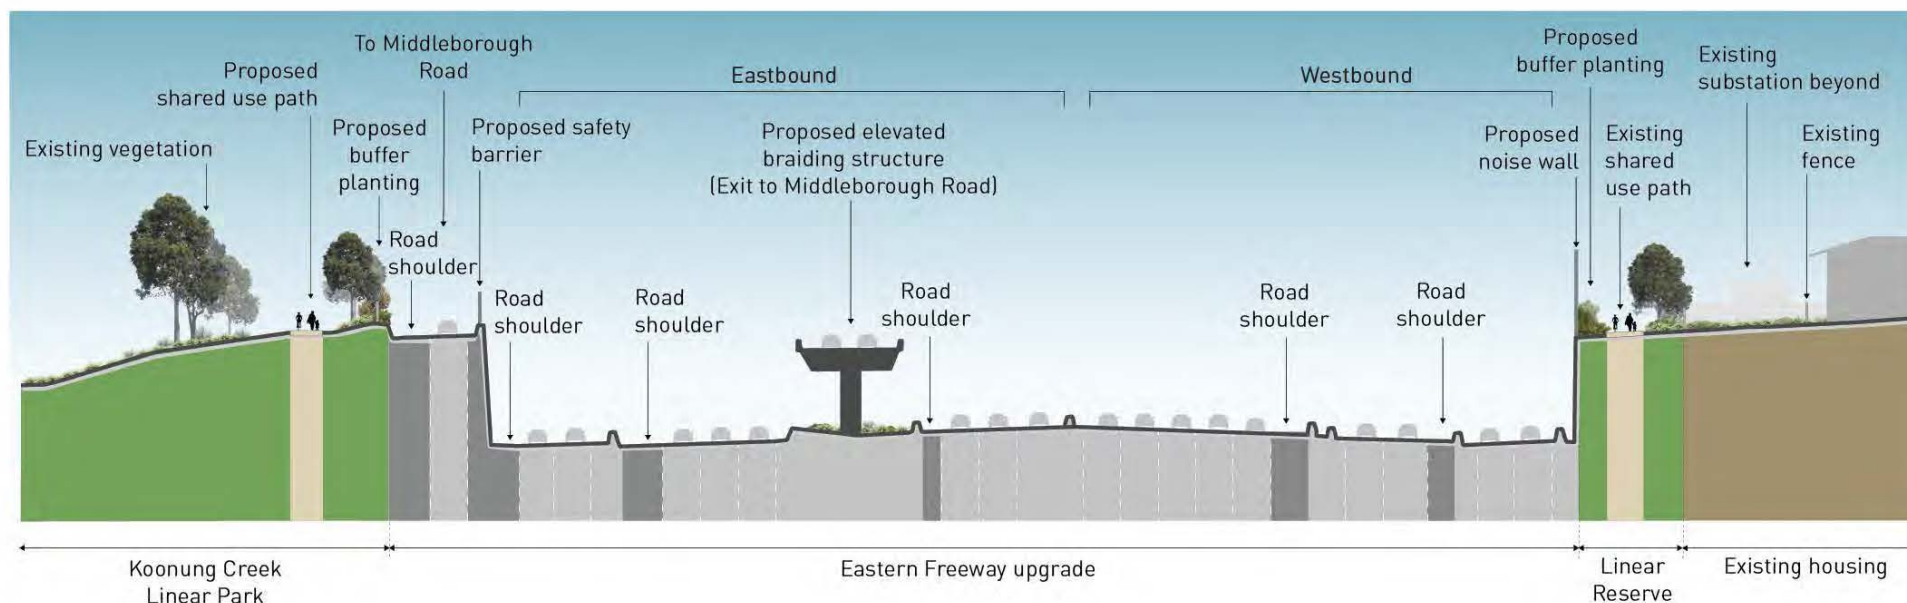 To Middleborough
Road
Proposed
shared use path
Existing vegetation
Proposed
buffer
planting
Road
shoulder
Proposed safety
barrier
Eastbound
Proposed elevated
braiding structure
(Exit to Middleborough Road)
Westbound
Proposed
buffer planting
Existing
substation beyond
Proposed
noise wall
Existing
shared
use path
Existing
fence
Road
shoulder
Road
shoulder
Road
shoulder
Road
shoulder
Road
shoulder
Koonung Creek
Linear Park
Eastern Freeway upgrade
Linear
Reserve
Existing housing